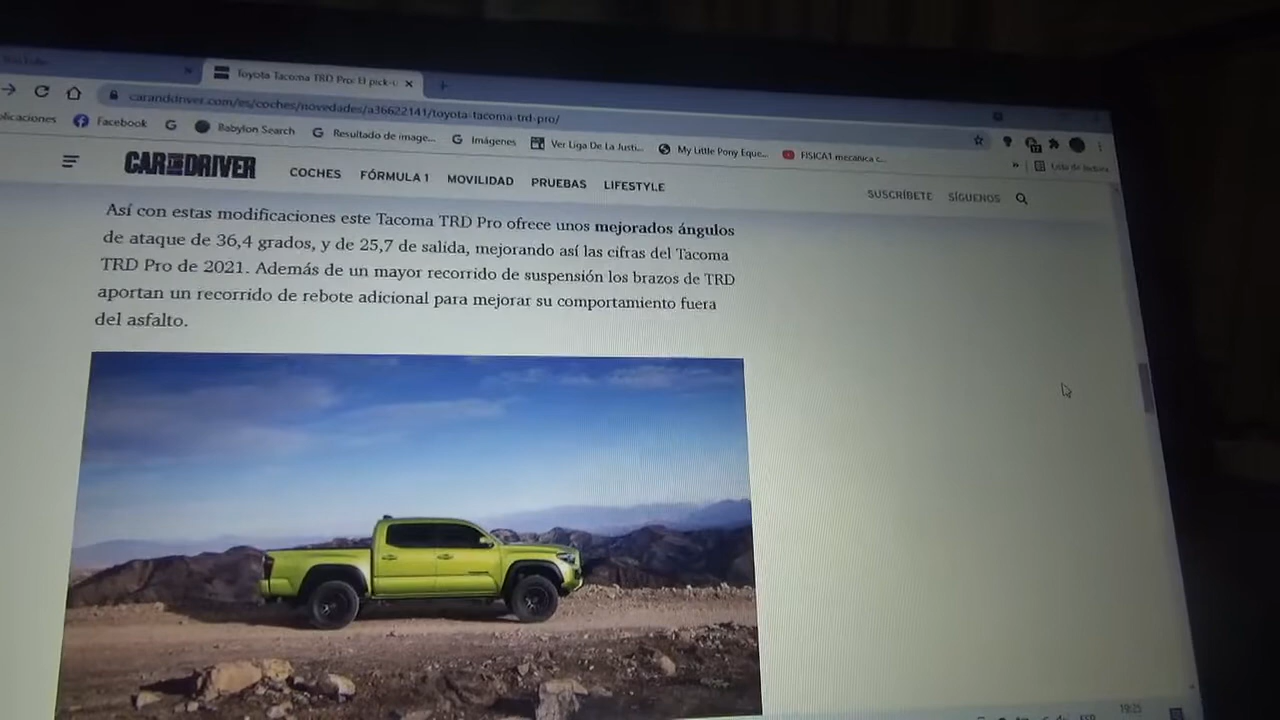 Toyota Tacoma TRD Pro: El pick-u
caranddriver.com/es/coches/novedades/a36622141/toyota-tacoma-trd-pro/
licaciones Facebook Babylon Search Resultado de image... Imágenes Ver Liga De La Justi... My Little Pony Eque... FISICA1 mecánica c...
» Lista de lectura
CAR AND DRIVER COCHES FÓRMULA 1 MOVILIDAD PRUEBAS LIFESTYLE SUSCRÍBETE SÍGUENOS
Así con estas modificaciones este Tacoma TRD Pro ofrece unos mejorados ángulos
de ataque de 36,4 grados, y de 25,7 de salida, mejorando así las cifras del Tacoma
TRD Pro de 2021. Además de un mayor recorrido de suspensión los brazos de TRD
aportan un recorrido de rebote adicional para mejorar su comportamiento fuera
del asfalto.
19:25